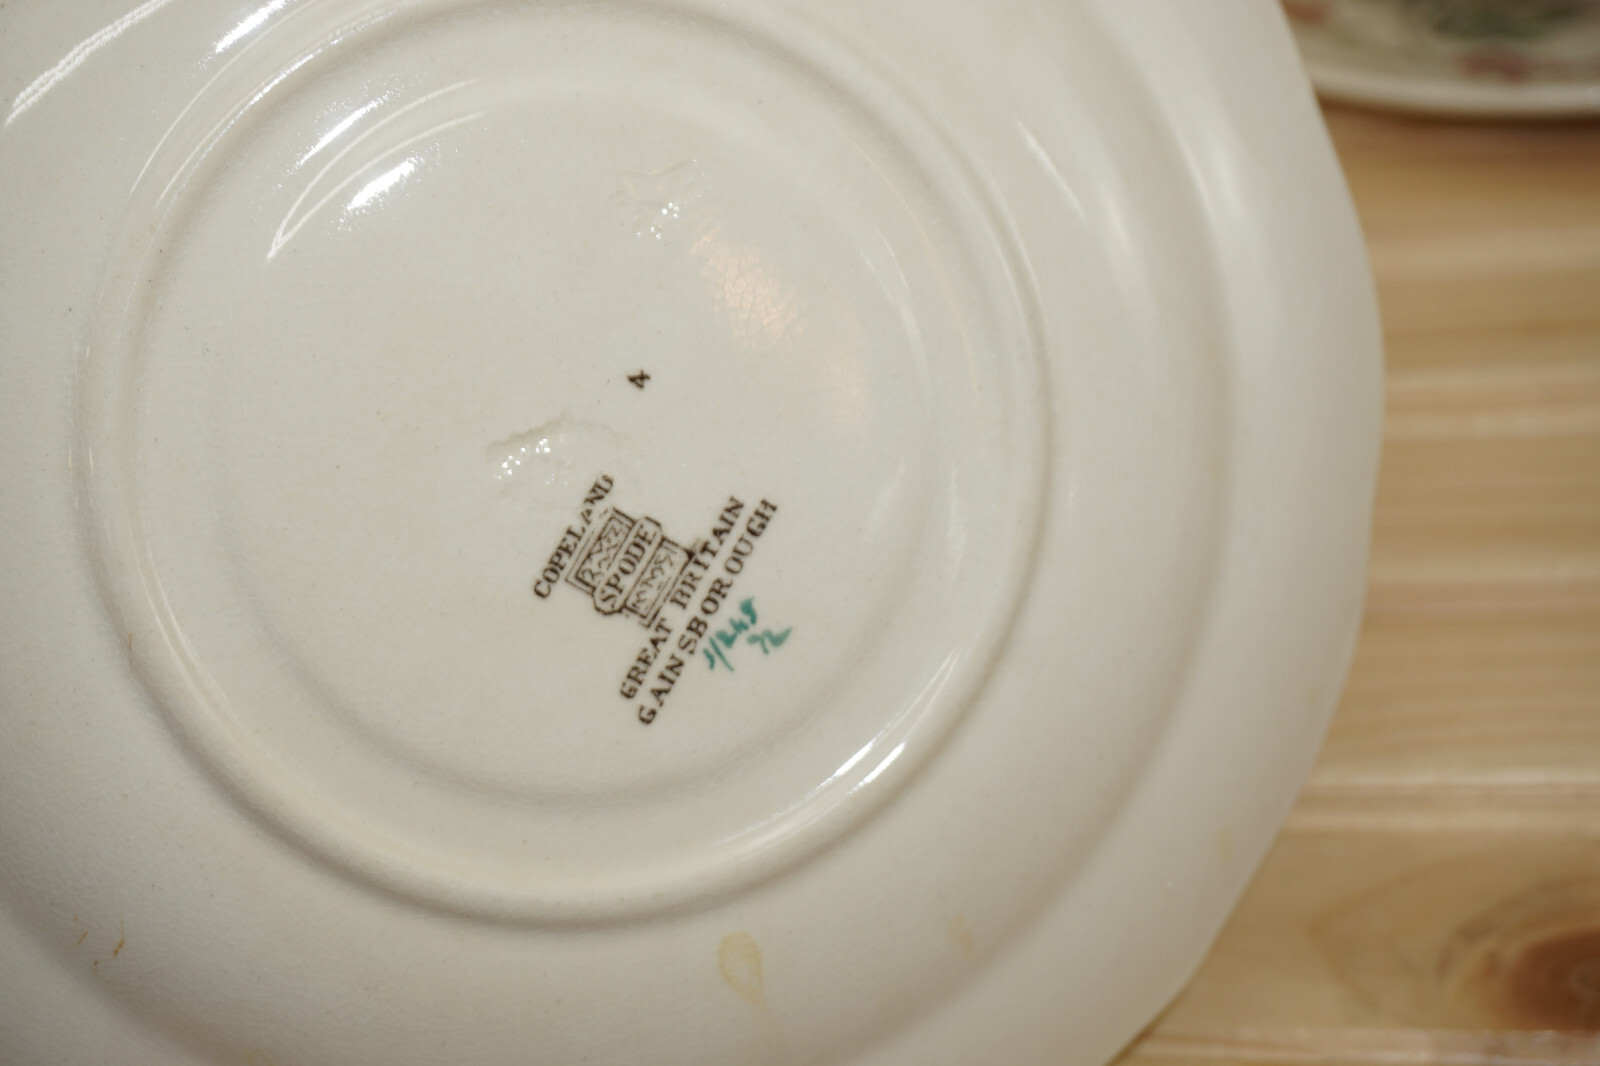 4
COPELAND
SPODE
GREAT BRITAIN
GAINSBOROUGH